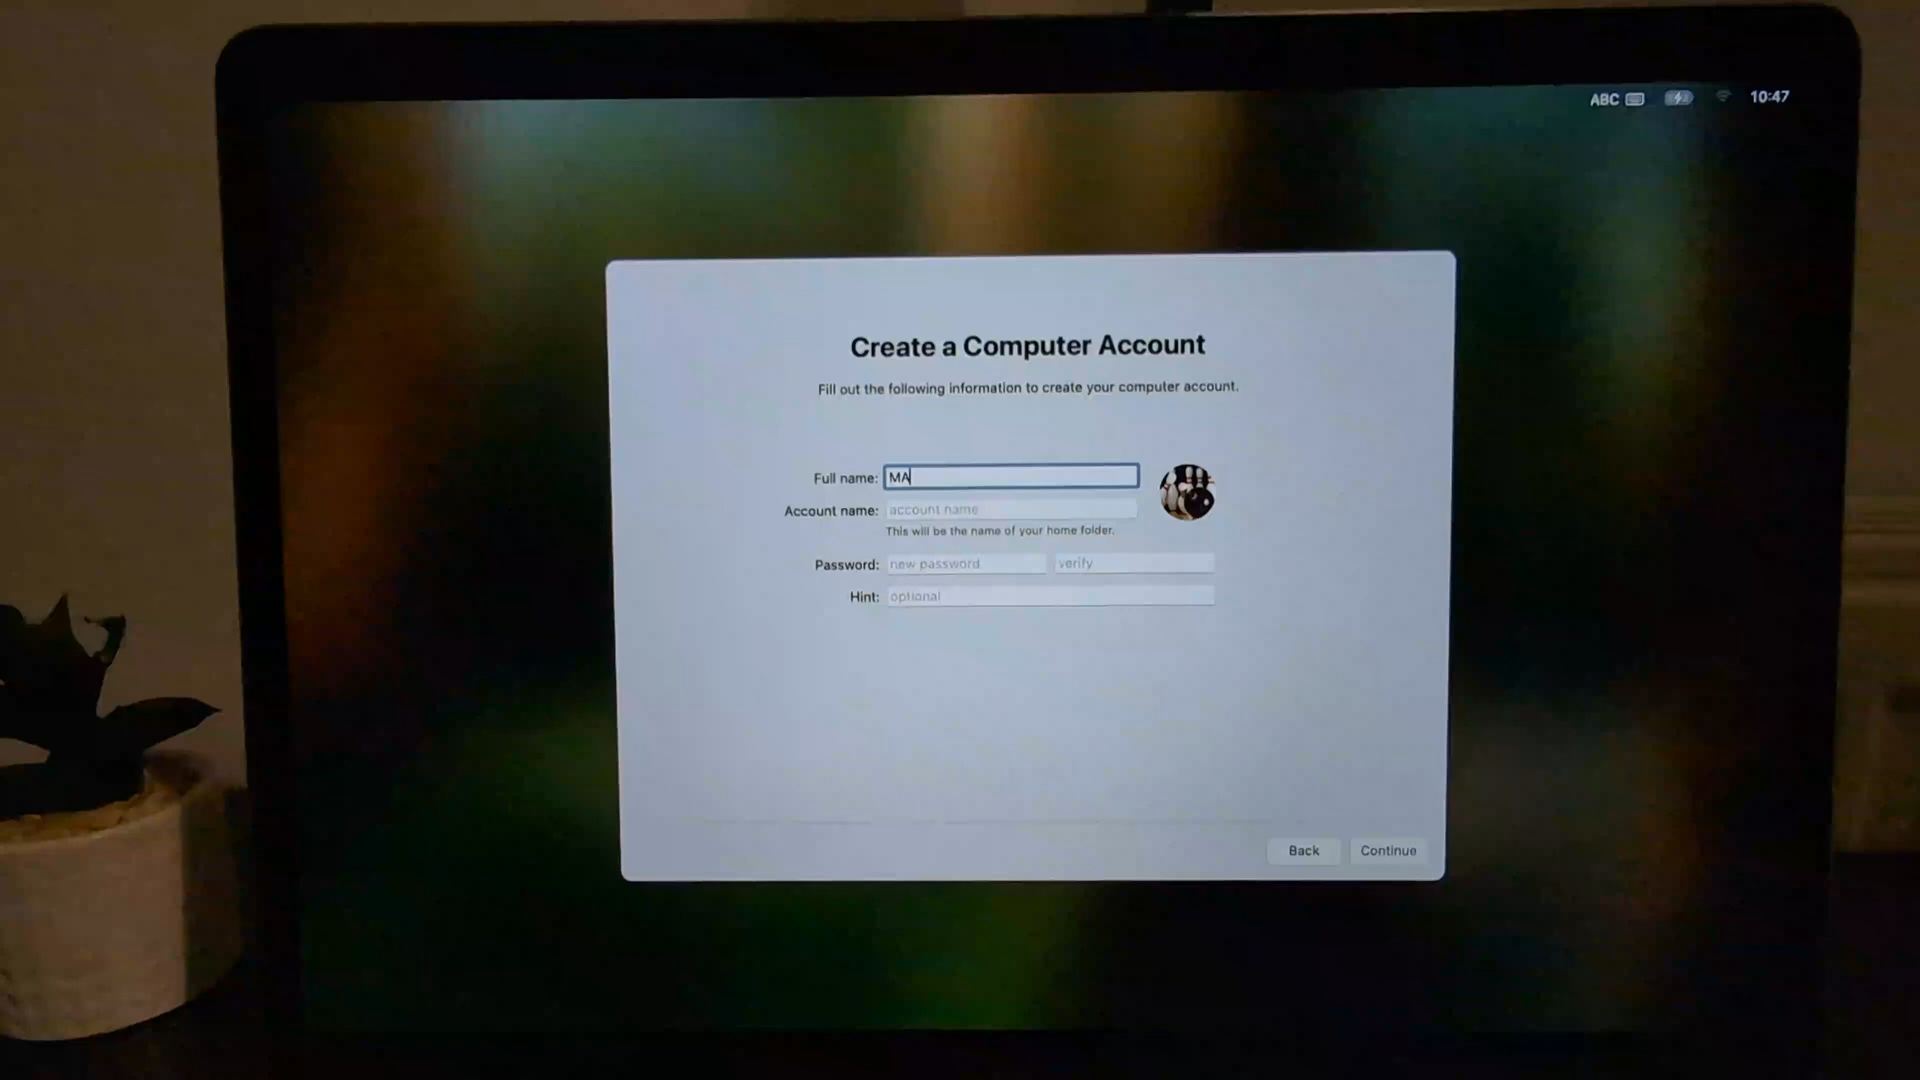 ABC 10:47
Create a Computer Account
Fill out the following information to create your computer account.
Full name: MA
Account name: account name
This will be the name of your home folder.
Password: new password verify
Hint: optional
Back Continue